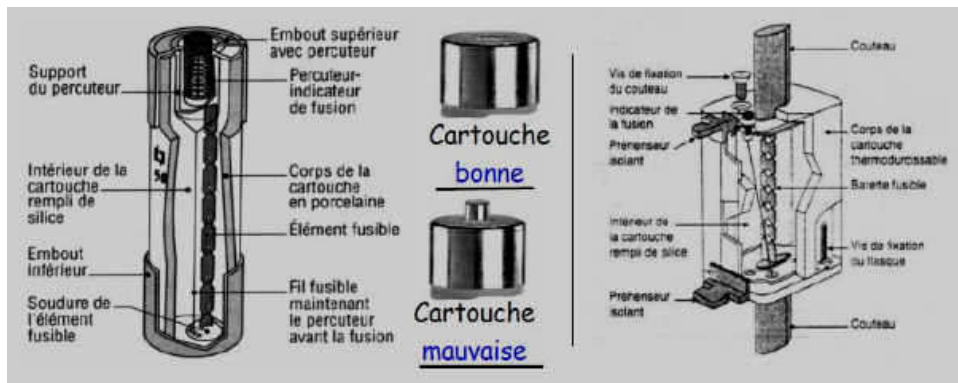 Embout supérieur
avec percuteur
Support
du percuteur
Percuteur-
indicateur
de fusion
Intérieur de la
cartouche
rempli de
silice
Corps de la
cartouche
en porcelaine
Élément fusible
Embout
inférieur
Soudure de
l'élément
fusible
Fil fusible
maintenant
le percuteur
avant la fusion
Cartouche
bonne
Cartouche
mauvaise
Couteau
Vis de fixation
du couteau
Indicateur de
la fusion
Préhenseur
isolant
Corps de la
cartouche
thermodurcissable
Barette fusible
Intérieur de
la cartouche
rempli de silice
Vis de fixation
du flasque
Préhenseur
isolant
Couteau